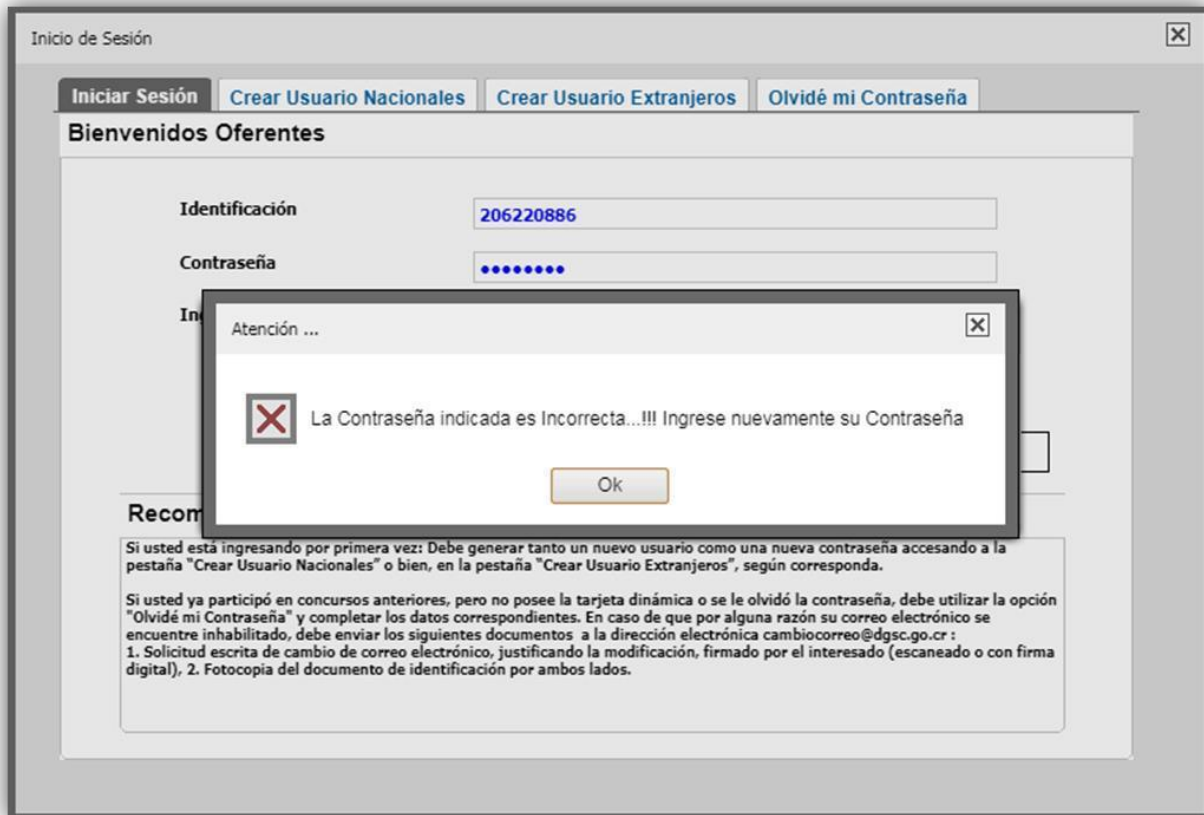 Inicio de Sesión
Iniciar Sesión Crear Usuario Nacionales Crear Usuario Extranjeros Olvidé mi Contraseña
Bienvenidos Oferentes
Identificación 206220886
Contraseña ••••••••
Atención ...
La Contraseña indicada es Incorrecta...!!! Ingrese nuevamente su Contraseña
Ok
Si usted está ingresando por primera vez: Debe generar tanto un nuevo usuario como una nueva contraseña accesando a la
pestaña "Crear Usuario Nacionales" o bien, en la pestaña "Crear Usuario Extranjeros", según corresponda.
Si usted ya participó en concursos anteriores, pero no posee la tarjeta dinámica o se le olvidó la contraseña, debe utilizar la opción
"Olvidé mi Contraseña" y completar los datos correspondientes. En caso de que por alguna razón su correo electrónico se
encuentre inhabilitado, debe enviar los siguientes documentos a la dirección electrónica cambiocorreo@dgsc.go.cr :
1. Solicitud escrita de cambio de correo electrónico, justificando la modificación, firmado por el interesado (escaneado o con firma
digital), 2. Fotocopia del documento de identificación por ambos lados.